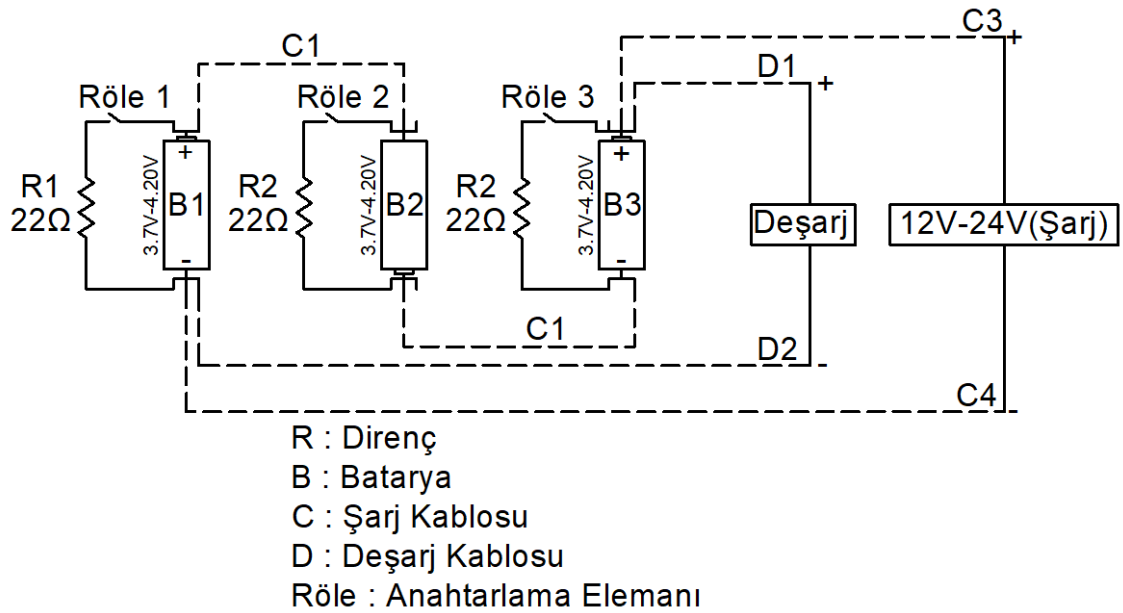 C3
+
C1
D1
+
Röle 1
Röle 2
Röle 3
+
+
R1
22Ω
3.7V-4.20V
B1
R2
22Ω
3.7V-4.20V
B2
R2
22Ω
3.7V-4.20V
B3
Deşarj
12V-24V(Şarj)
-
-
C1
D2
-
C4
-
R : Direnç
B : Batarya
C : Şarj Kablosu
D : Deşarj Kablosu
Röle : Anahtarlama Elemanı